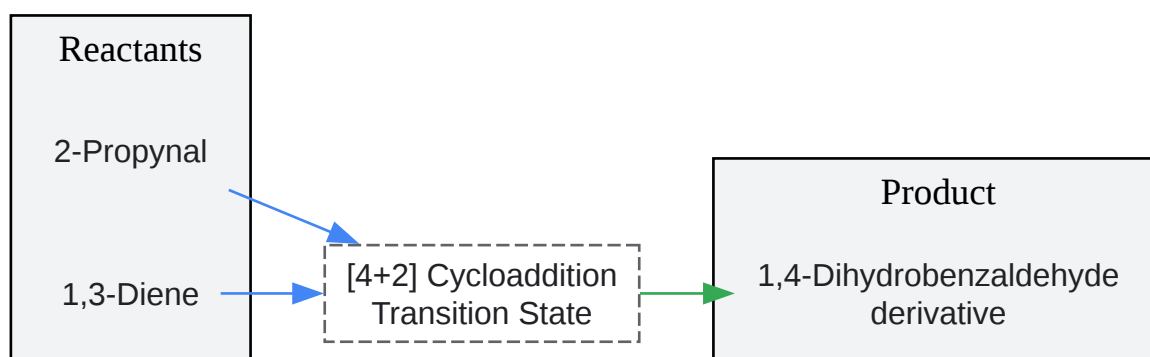 Reactants
2-Propynal
1,3-Diene
[4+2] Cycloaddition
Transition State
Product
1,4-Dihydrobenzaldehyde
derivative